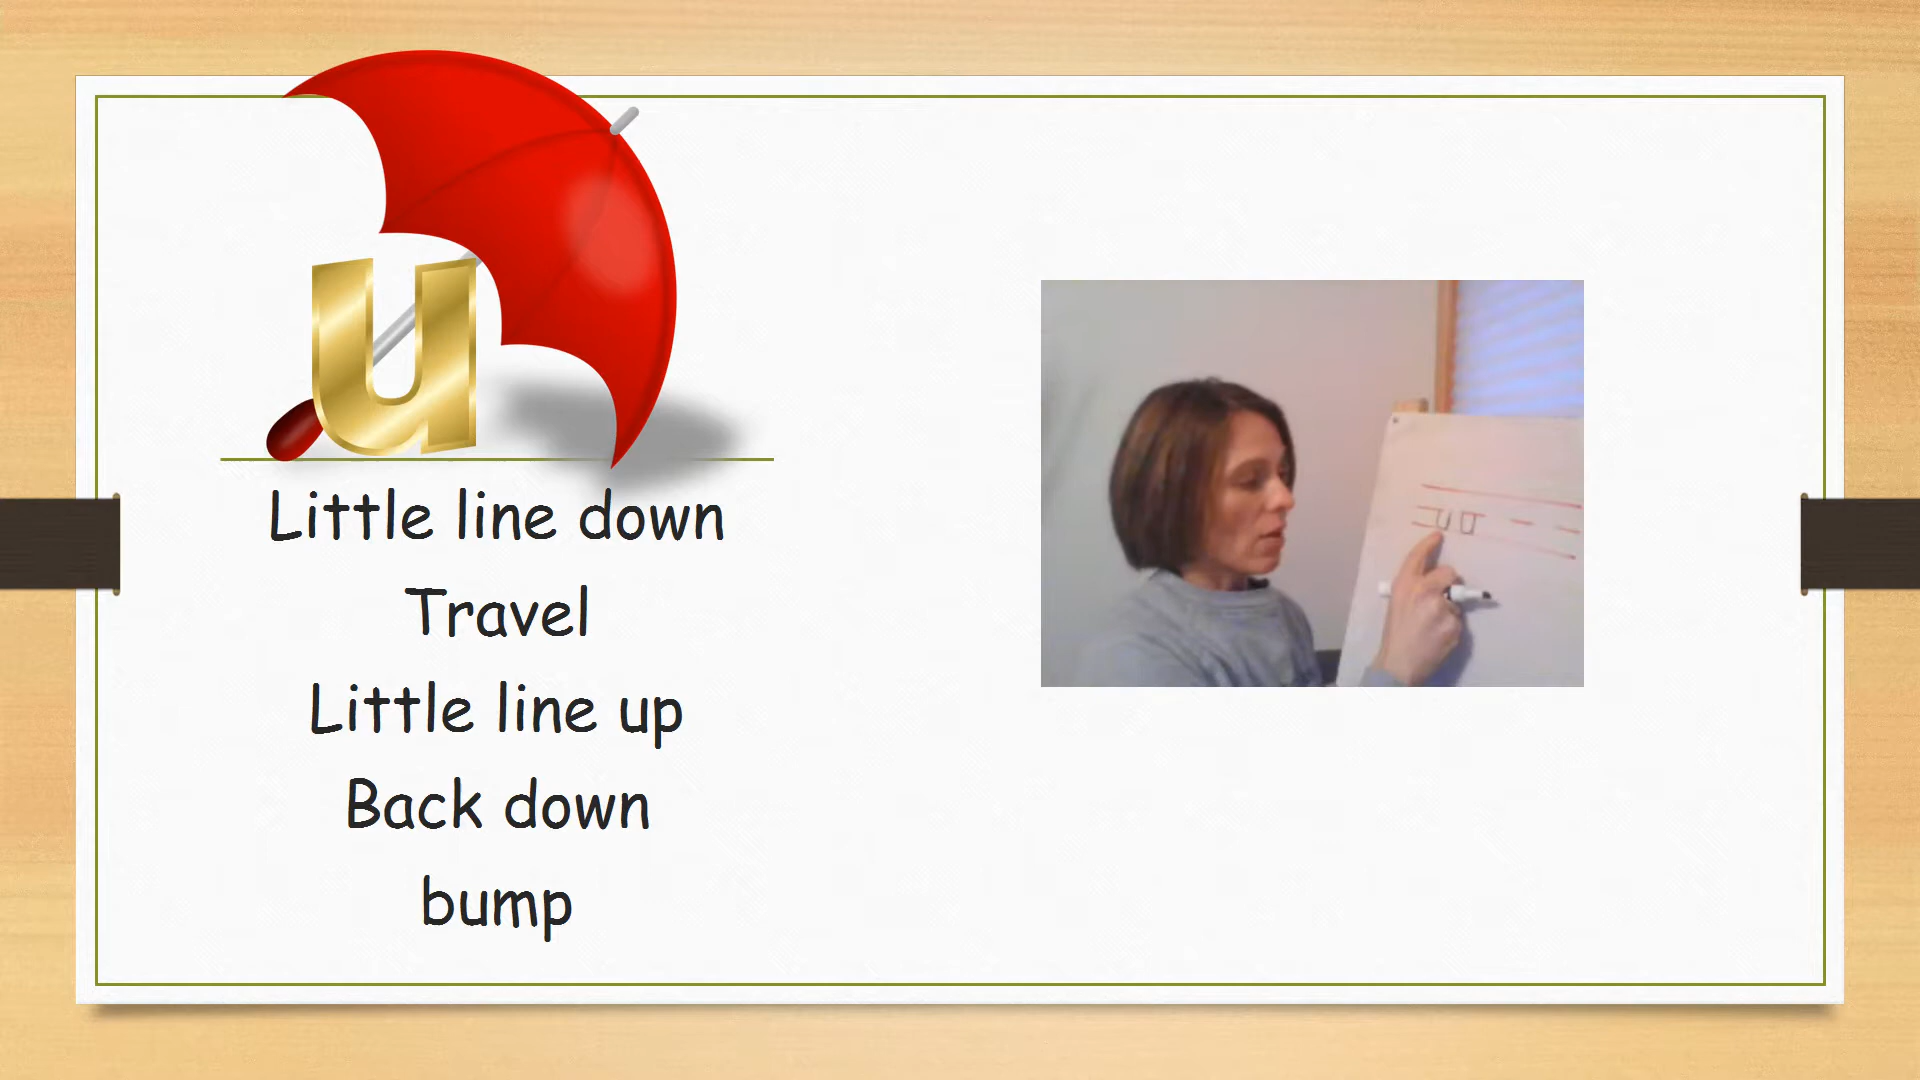 u
Little line down
Travel
Little line up
Back down
bump
u u